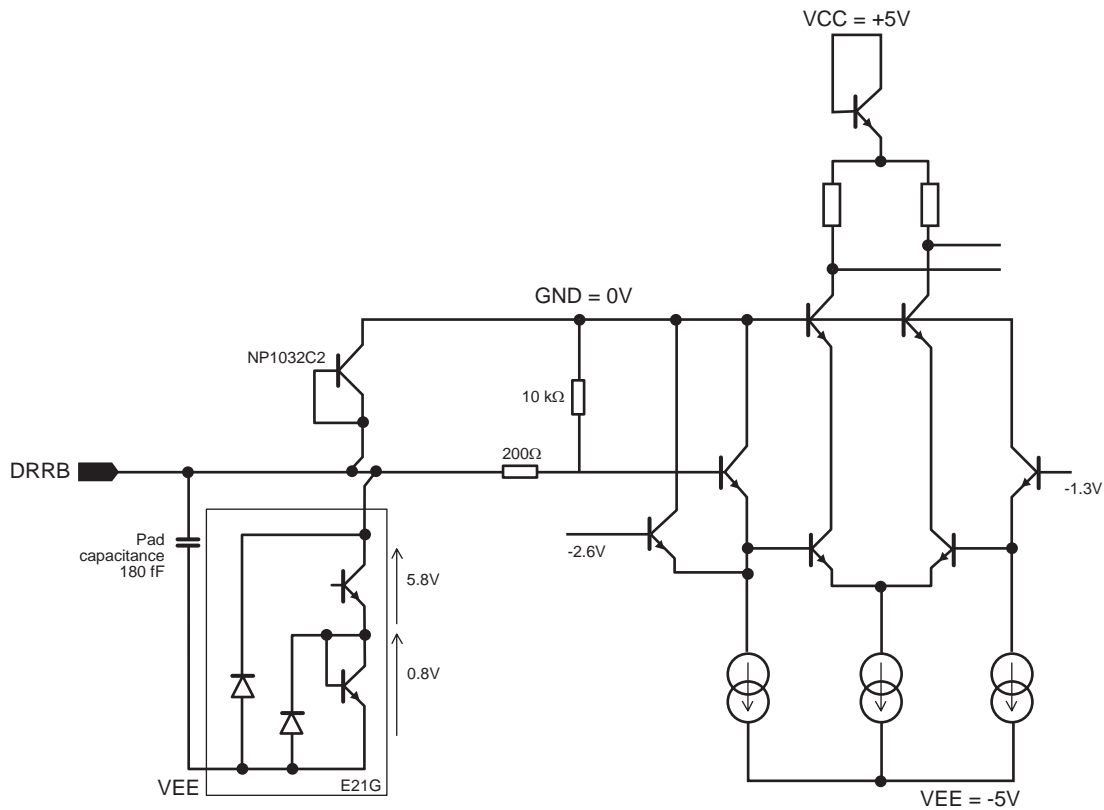 VCC = +5V
GND = 0V
NP1032C2
10 kΩ
200Ω
DRRB
-1.3V
Pad
capacitance
180 fF
-2.6V
5.8V
0.8V
VEE
E21G
VEE = -5V